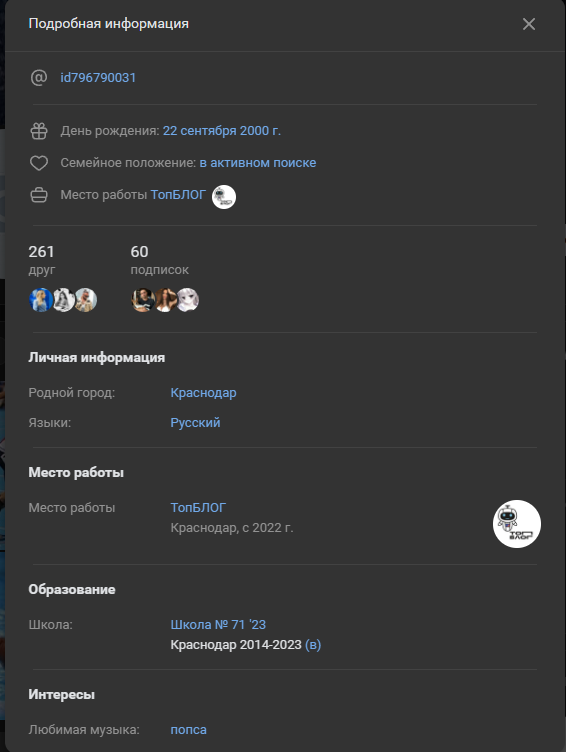 Подробная информация
id796790031
День рождения: 22 сентября 2000 г.
Семейное положение: в активном поиске
Место работы ТопБЛОГ
261
друг
60
подписок
Личная информация
Родной город: Краснодар
Языки: Русский
Место работы
Место работы ТопБЛОГ
Краснодар, с 2022 г.
ТОП
БЛОГ
Образование
Школа: Школа № 71 '23
Краснодар 2014-2023 (в)
Интересы
Любимая музыка: попса